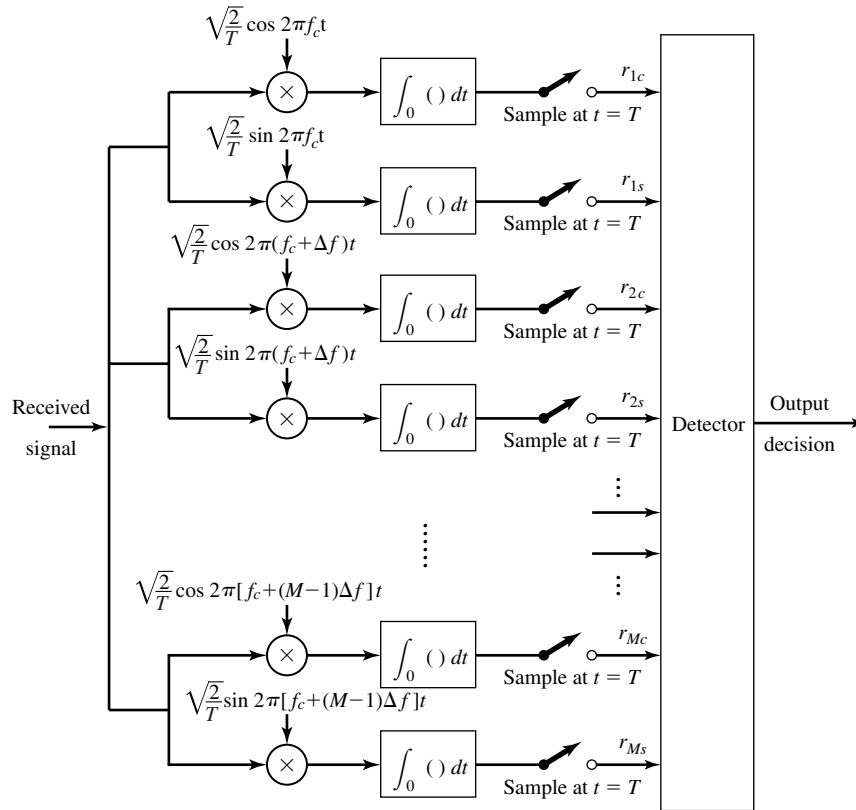 √2/T cos 2πf_ct
× ∫_0 ( ) dt Sample at t = T r_1c
√2/T sin 2πf_ct
× ∫_0 ( ) dt Sample at t = T r_1s
√2/T cos 2π(f_c+Δf)t
× ∫_0 ( ) dt Sample at t = T r_2c
√2/T sin 2π(f_c+Δf)t
× ∫_0 ( ) dt Sample at t = T r_2s
Received
signal
Detector
Output
decision
√2/T cos 2π[f_c+(M−1)Δf]t
× ∫_0 ( ) dt Sample at t = T r_Mc
√2/T sin 2π[f_c+(M−1)Δf]t
× ∫_0 ( ) dt Sample at t = T r_Ms